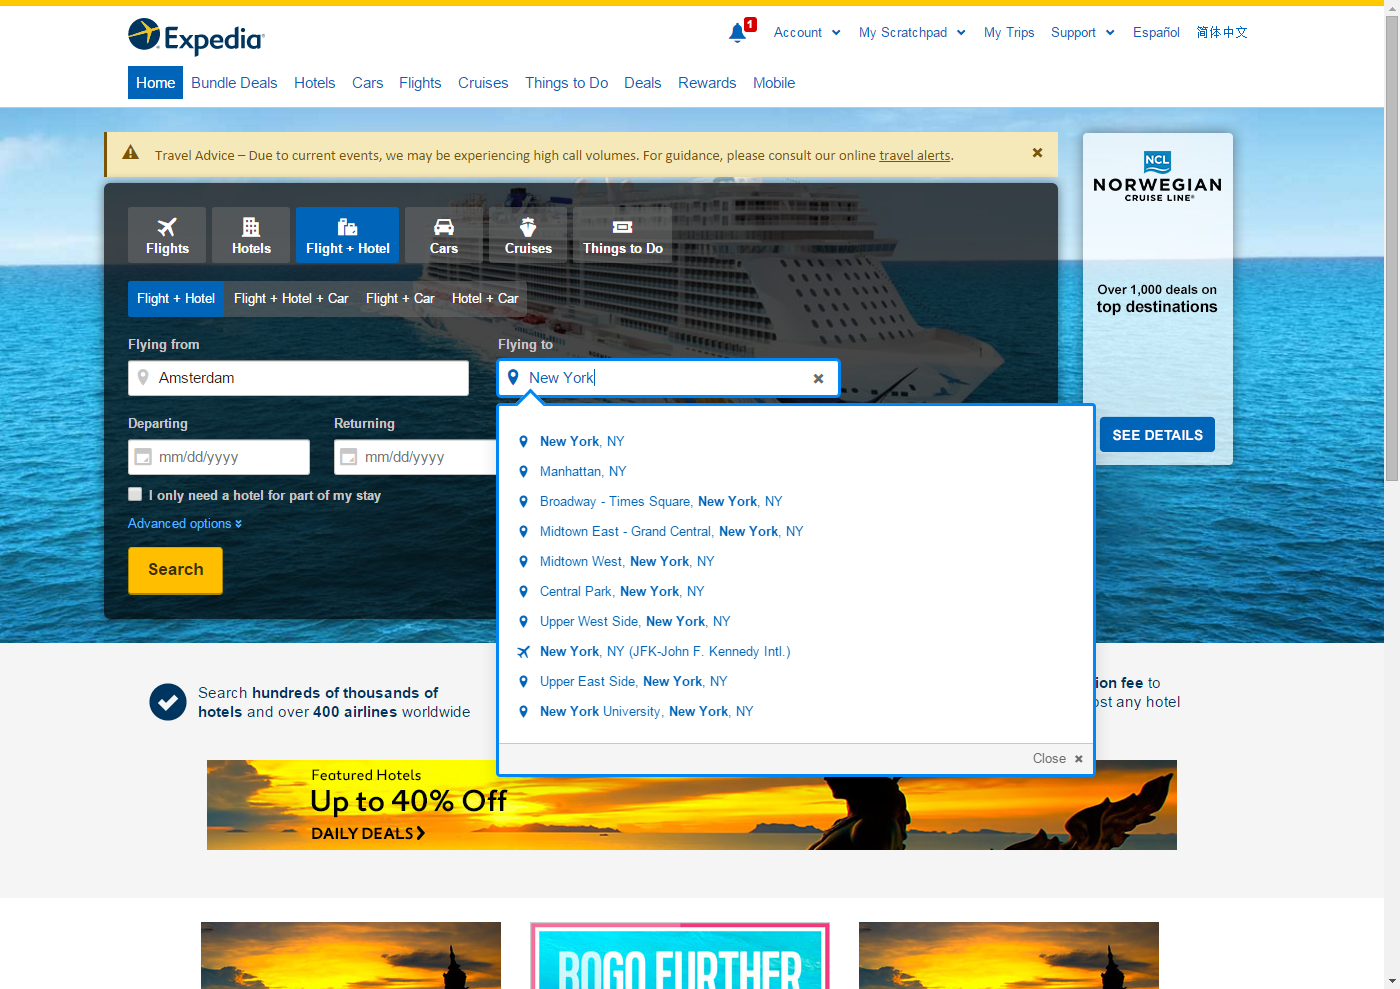 Expedia
1
Account
My Scratchpad
My Trips
Support
Español
简体中文
Home
Bundle Deals
Hotels
Cars
Flights
Cruises
Things to Do
Deals
Rewards
Mobile
Travel Advice – Due to current events, we may be experiencing high call volumes. For guidance, please consult our online travel alerts.
NCL
NORWEGIAN
CRUISE LINE®
Over 1,000 deals on
top destinations
SEE DETAILS
Flights
Hotels
Flight + Hotel
Cars
Cruises
Things to Do
Flight + Hotel
Flight + Hotel + Car
Flight + Car
Hotel + Car
Flying from
Flying to
Amsterdam
New York
Departing
Returning
mm/dd/yyyy
mm/dd/yyyy
I only need a hotel for part of my stay
Advanced options
Search
New York, NY
Manhattan, NY
Broadway - Times Square, New York, NY
Midtown East - Grand Central, New York, NY
Midtown West, New York, NY
Central Park, New York, NY
Upper West Side, New York, NY
New York, NY (JFK-John F. Kennedy Intl.)
Upper East Side, New York, NY
New York University, New York, NY
Close
Search hundreds of thousands of
hotels and over 400 airlines worldwide
fee to
any hotel
Featured Hotels
Up to 40% Off
DAILY DEALS
BOGO FURTHER